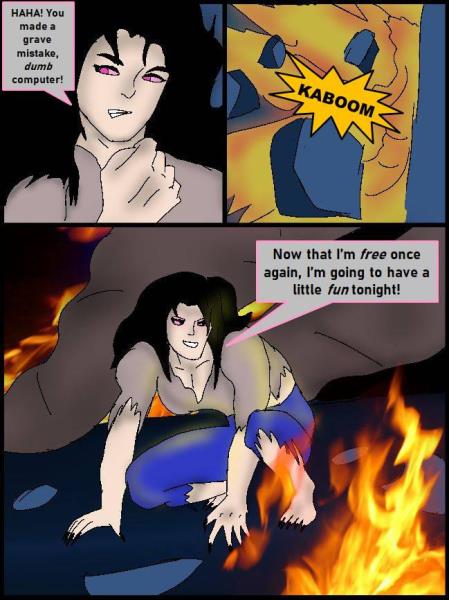 HAHA! You
made a
grave
mistake,
dumb
computer!
KABOOM
Now that I'm free once
again, I'm going to have a
little fun tonight!